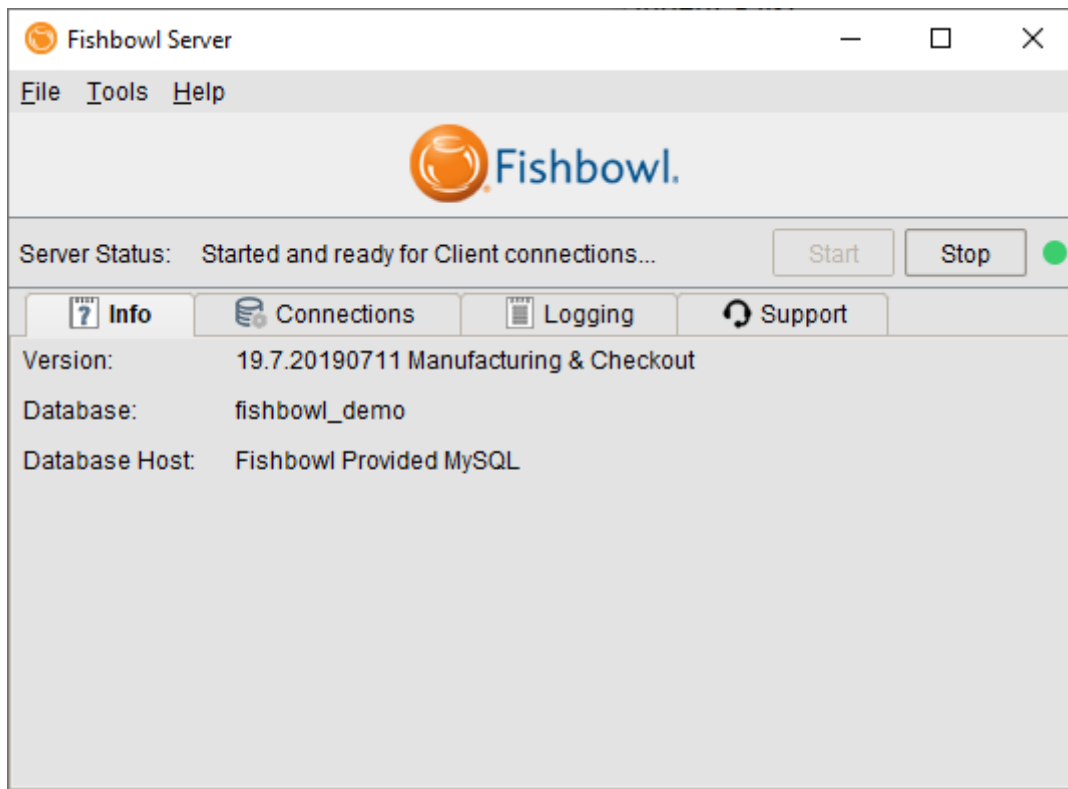 Fishbowl Server
File Tools Help
Fishbowl.
Server Status: Started and ready for Client connections... Start Stop
Info Connections Logging Support
Version: 19.7.20190711 Manufacturing & Checkout
Database: fishbowl_demo
Database Host: Fishbowl Provided MySQL